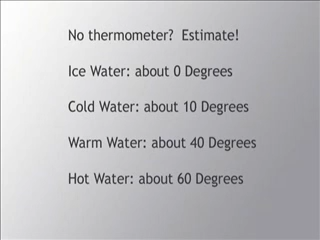 No thermometer? Estimate!
Ice Water: about 0 Degrees
Cold Water: about 10 Degrees
Warm Water: about 40 Degrees
Hot Water: about 60 Degrees